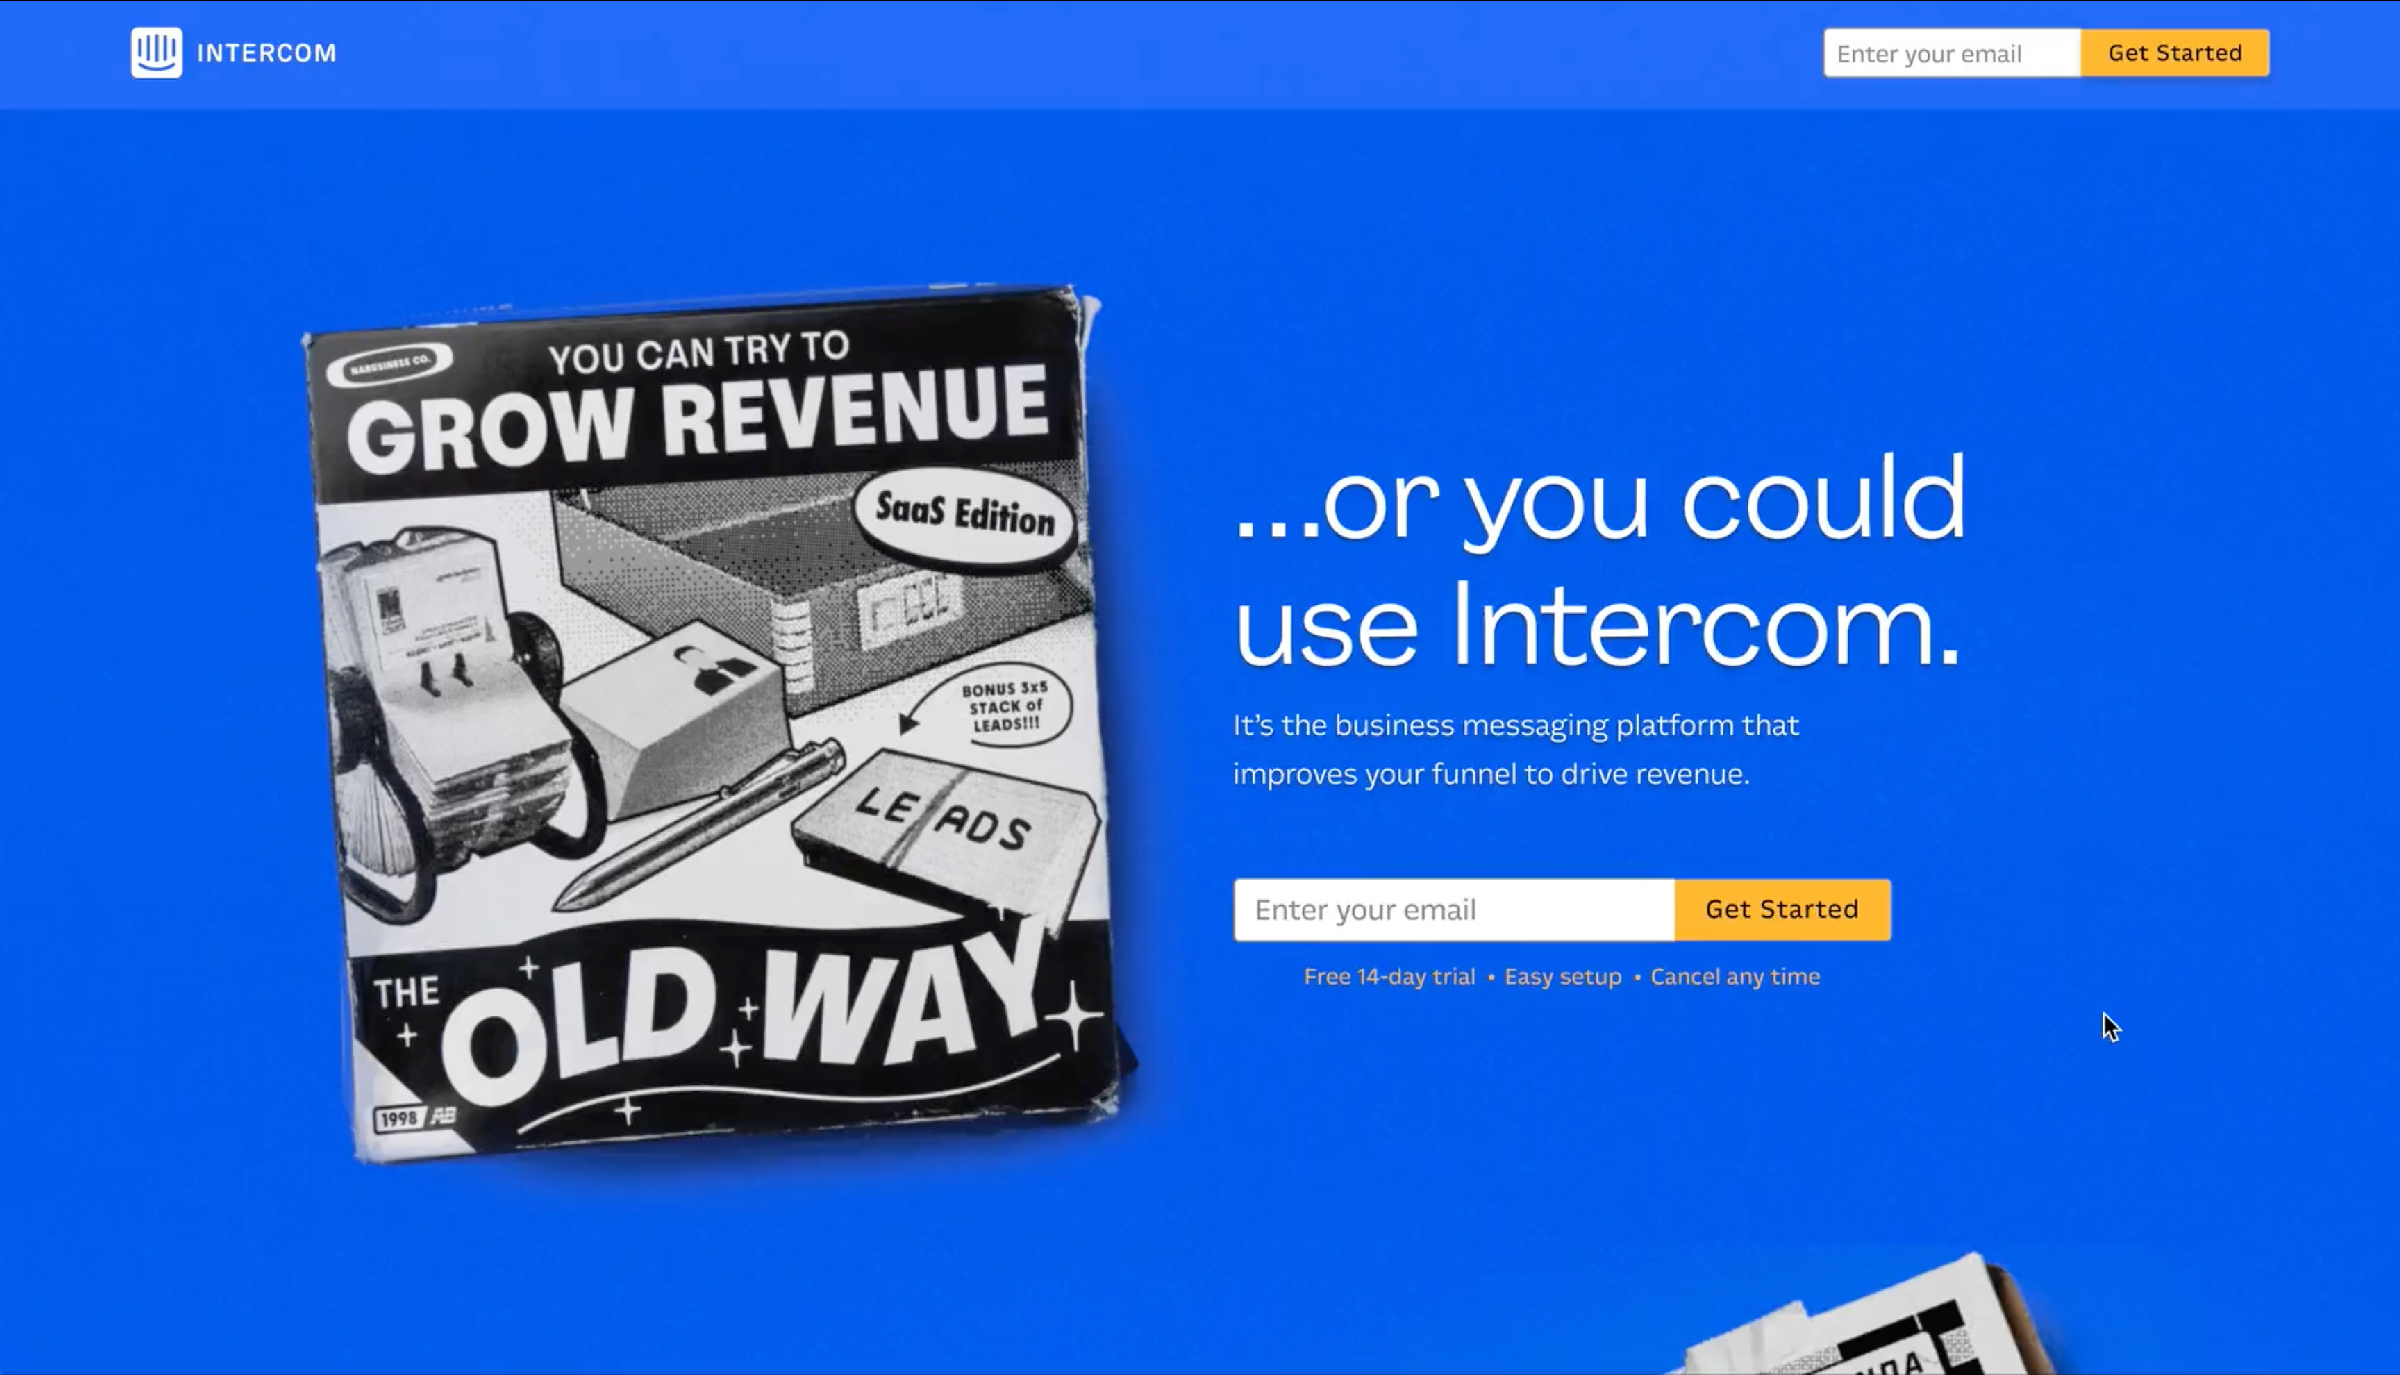 INTERCOM
Enter your email
Get Started
YOU CAN TRY TO
GROW REVENUE
SaaS Edition
BONUS 3x5
STACK of
LEADS!!!
LEADS
THE
OLD WAY
1998 AB
...or you could
use Intercom.
It’s the business messaging platform that
improves your funnel to drive revenue.
Enter your email
Get Started
Free 14-day trial • Easy setup • Cancel any time